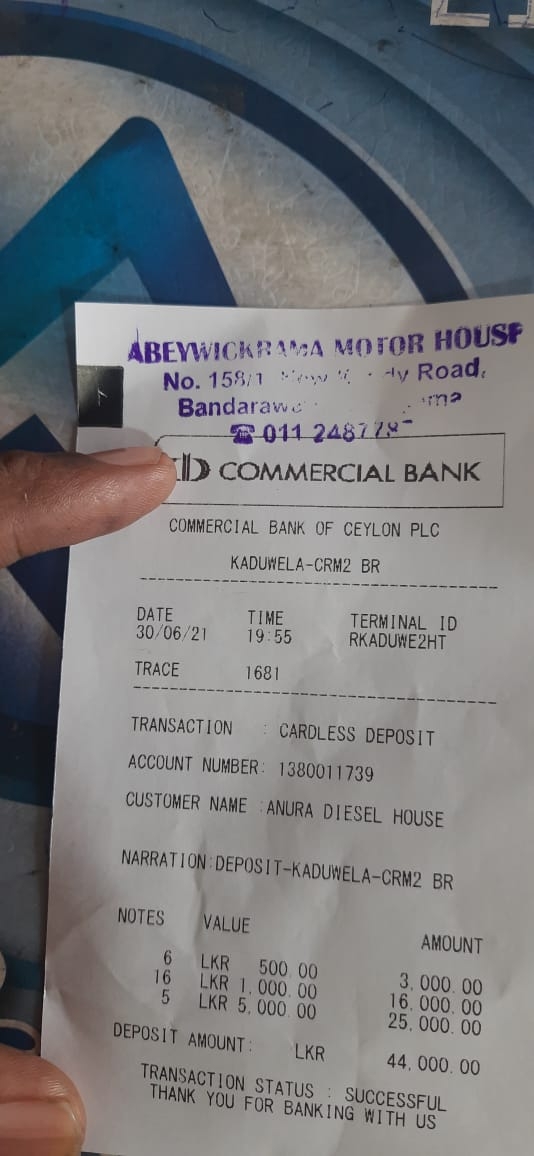 ABEYWICKRAMA MOTOR HOUSE
No. 158/1 Road,
011
COMMERCIAL BANK
COMMERCIAL BANK OF CEYLON PLC
KADUWELA-CRM2 BR
DATE TIME TERMINAL ID
30/06/21 19:55 RKADUWE2HT
TRACE 1681
TRANSACTION : CARDLESS DEPOSIT
ACCOUNT NUMBER: 1380011739
CUSTOMER NAME :ANURA DIESEL HOUSE
NARRATION:DEPOSIT-KADUWELA-CRM2 BR
NOTES VALUE AMOUNT
6 LKR 500.00 3,000.00
16 LKR 1,000.00 16,000.00
5 LKR 5,000.00 25,000.00
DEPOSIT AMOUNT: LKR 44,000.00
TRANSACTION STATUS : SUCCESSFUL
THANK YOU FOR BANKING WITH US